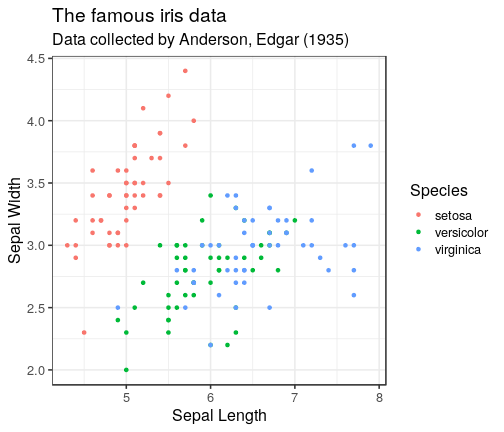 The famous iris data
Data collected by Anderson, Edgar (1935)
4.5
4.0
3.5
3.0
2.5
2.0
Sepal Width
5
6
7
8
Sepal Length
Species
setosa
versicolor
virginica